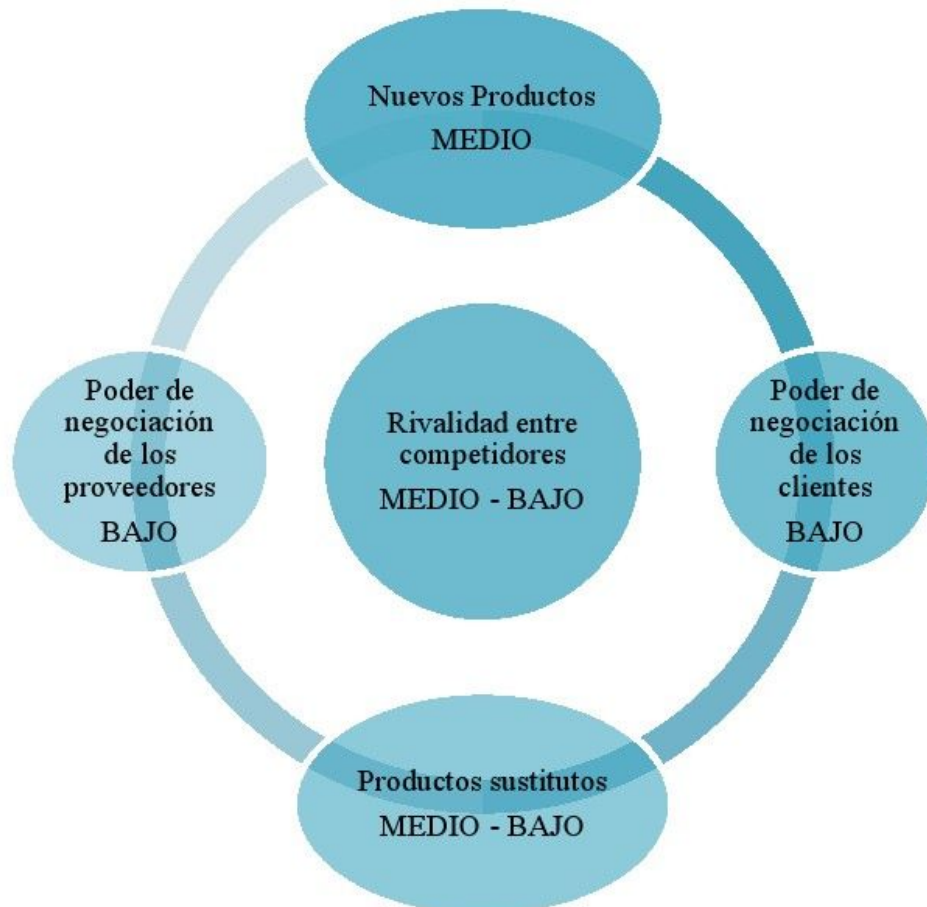 Nuevos Productos
MEDIO
Poder de
negociación
de los
proveedores
BAJO
Rivalidad entre
competidores
MEDIO - BAJO
Poder de
negociación
de los
clientes
BAJO
Productos sustitutos
MEDIO - BAJO